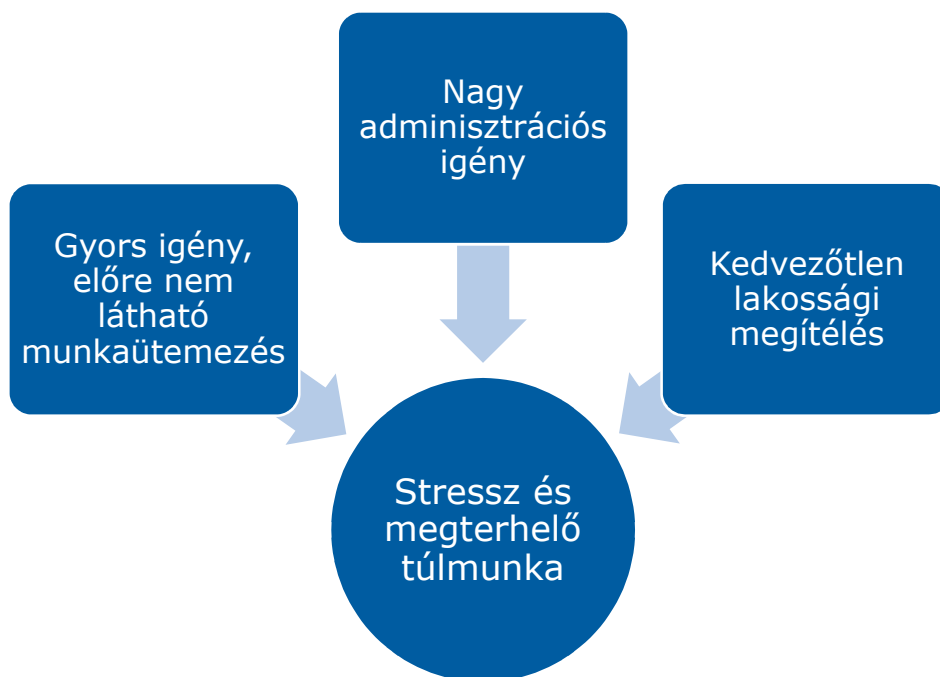 Nagy
adminisztrációs
igény
Gyors igény,
előre nem
látható
munkaütemezés
Kedvezőtlen
lakossági
megítélés
Stressz és
megterhelő
túlmunka